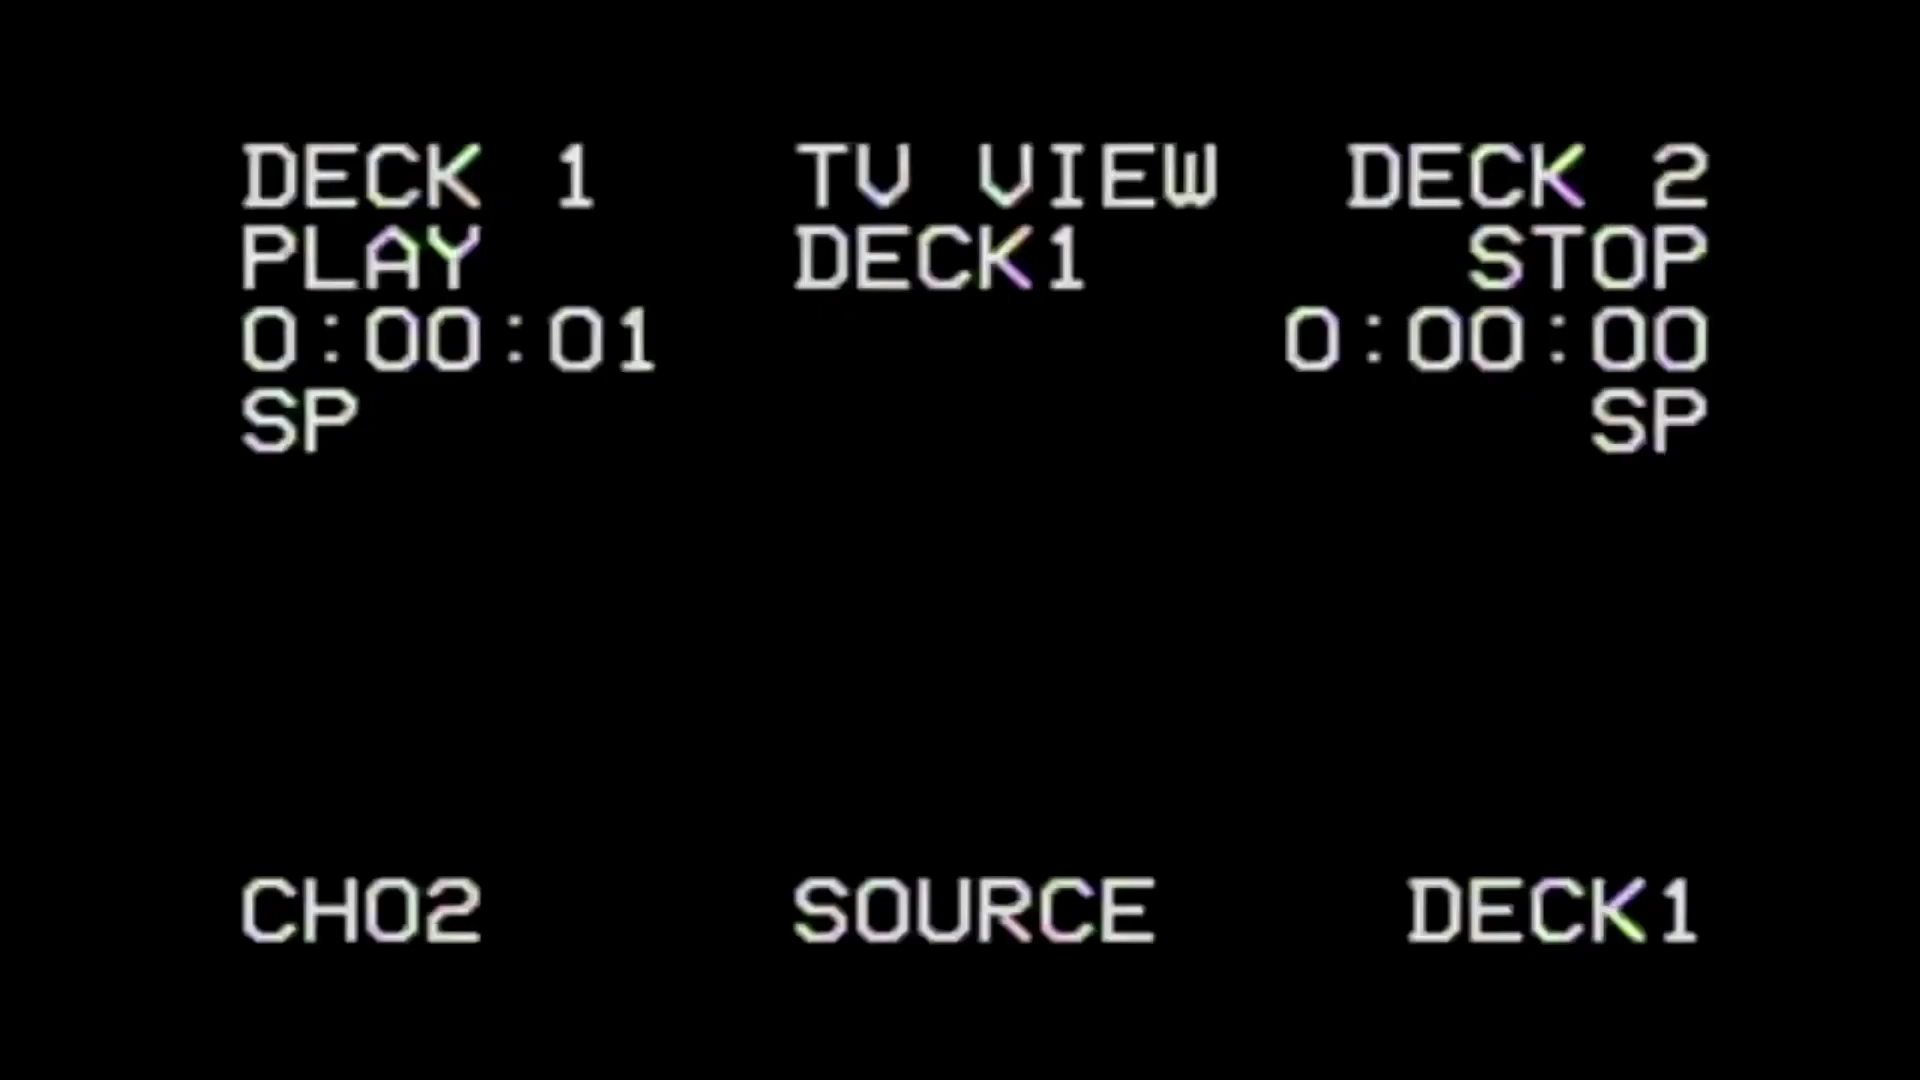 DECK 1 TV VIEW DECK 2
PLAY DECK1 STOP
0:00:01 0:00:00
SP SP
CH02 SOURCE DECK1